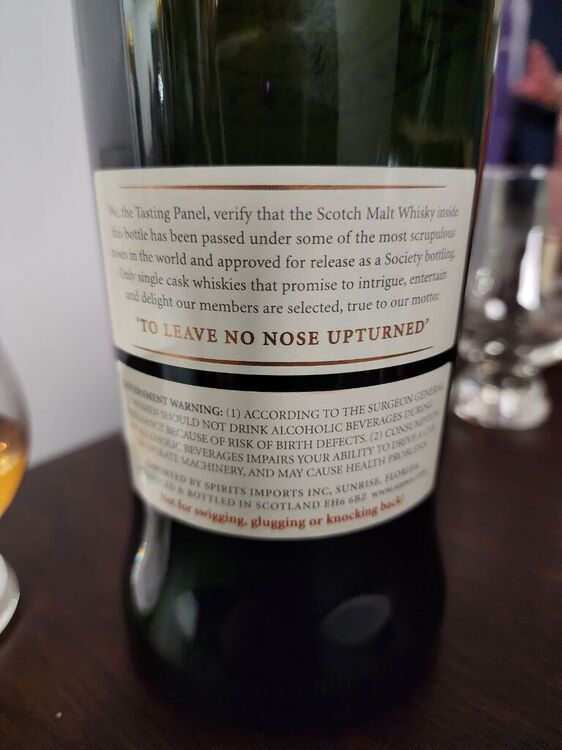 We, the Tasting Panel, verify that the Scotch Malt Whisky inside
this bottle has been passed under some of the most scrupulous
noses in the world and approved for release as a Society bottling.
Only single cask whiskies that promise to intrigue, entertain
and delight our members are selected, true to our motto:
'TO LEAVE NO NOSE UPTURNED'
GOVERNMENT WARNING: (1) ACCORDING TO THE SURGEON GENERAL
WOMEN SHOULD NOT DRINK ALCOHOLIC BEVERAGES DURING
PREGNANCY BECAUSE OF RISK OF BIRTH DEFECTS. (2) CONSUMPTION
ALCOHOLIC BEVERAGES IMPAIRS YOUR ABILITY TO DRIVE A
OPERATE MACHINERY, AND MAY CAUSE HEALTH PROBLEMS.
IMPORTED BY SPIRITS IMPORTS INC, SUNRISE, FLORIDA
& BOTTLED IN SCOTLAND EH6 6BZ www.smws.com
Not for swigging, glugging or knocking back!